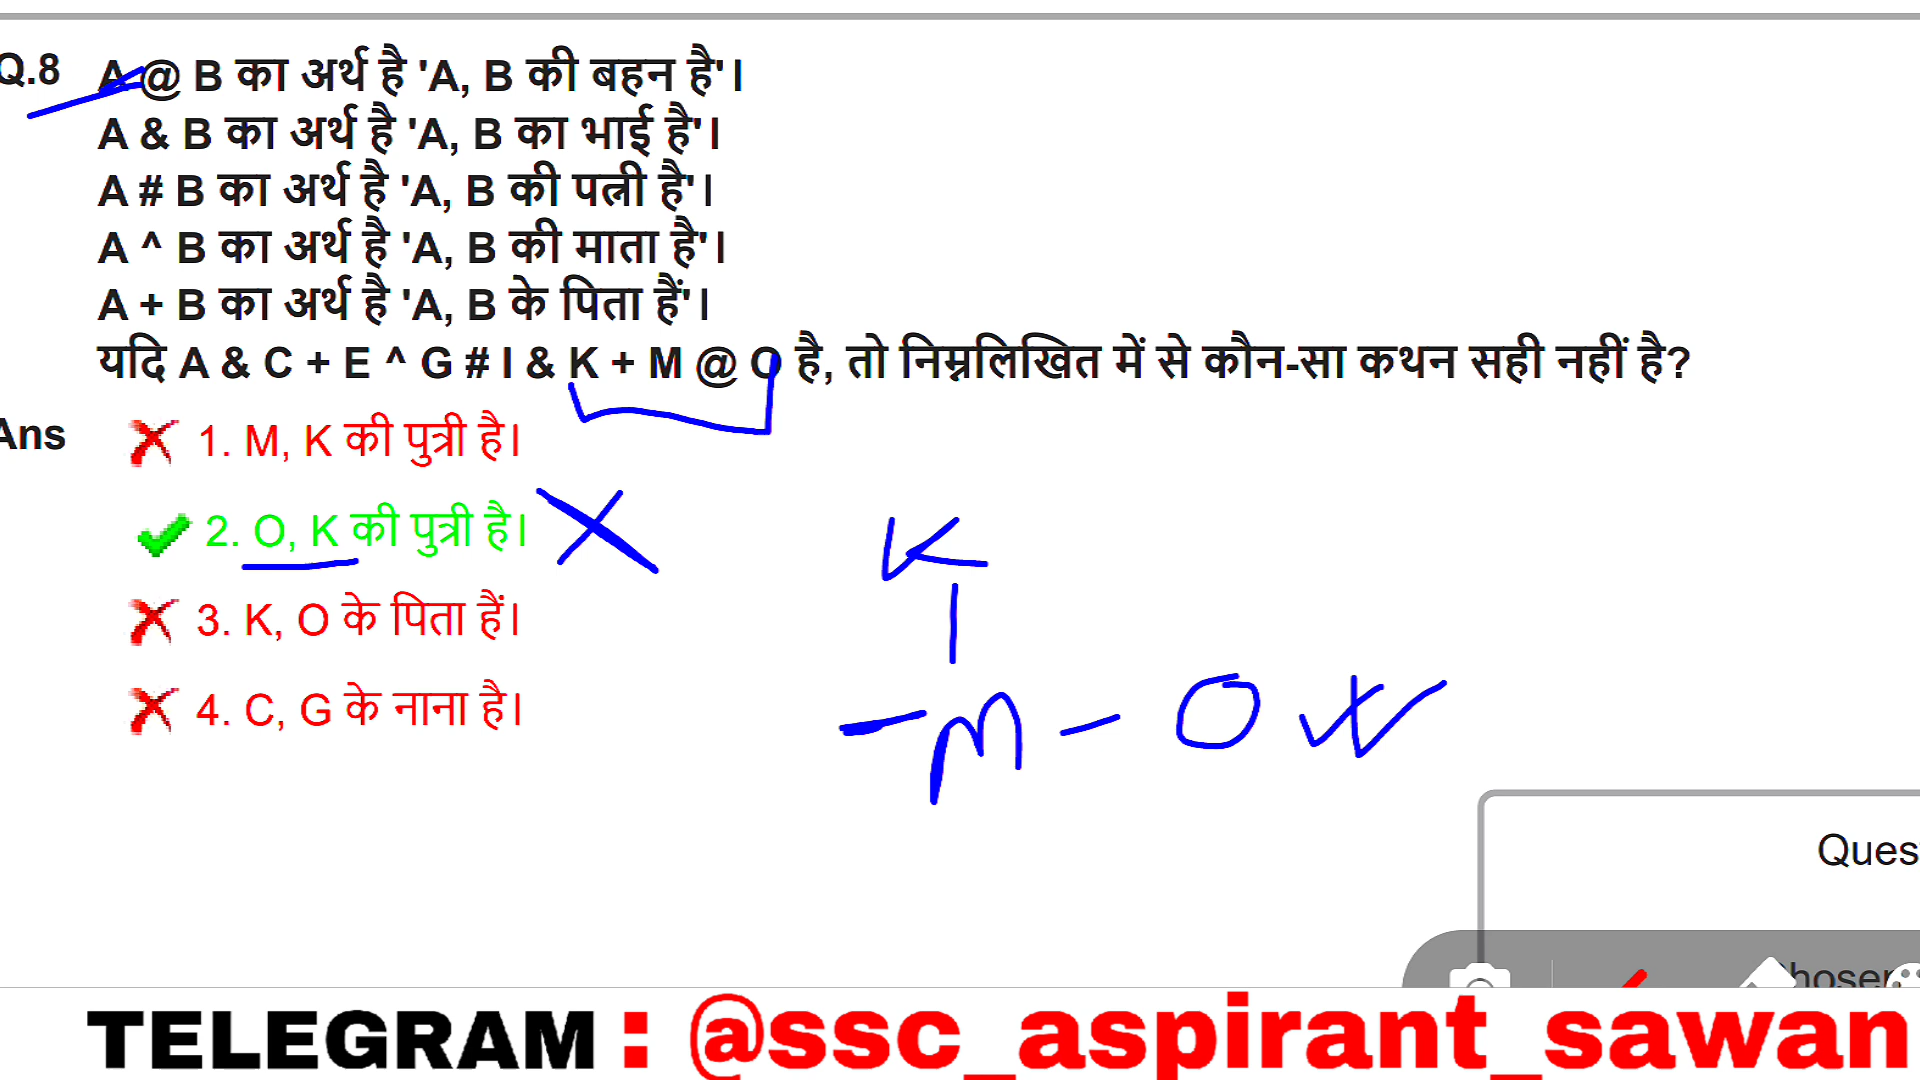 Q.8 A @ B का अर्थ है 'A, B की बहन है'।
A & B का अर्थ है 'A, B का भाई है'।
A # B का अर्थ है 'A, B की पत्नी है'।
A ^ B का अर्थ है 'A, B की माता है'।
A + B का अर्थ है 'A, B के पिता हैं'।
यदि A & C + E ^ G # I & K + M @ O है, तो निम्नलिखित में से कौन-सा कथन सही नहीं है?
Ans 1. M, K की पुत्री है।
2. O, K की पुत्री है।
3. K, O के पिता हैं।
4. C, G के नाना है।
K
- M - O
Ques
TELEGRAM : @ssc_aspirant_sawan